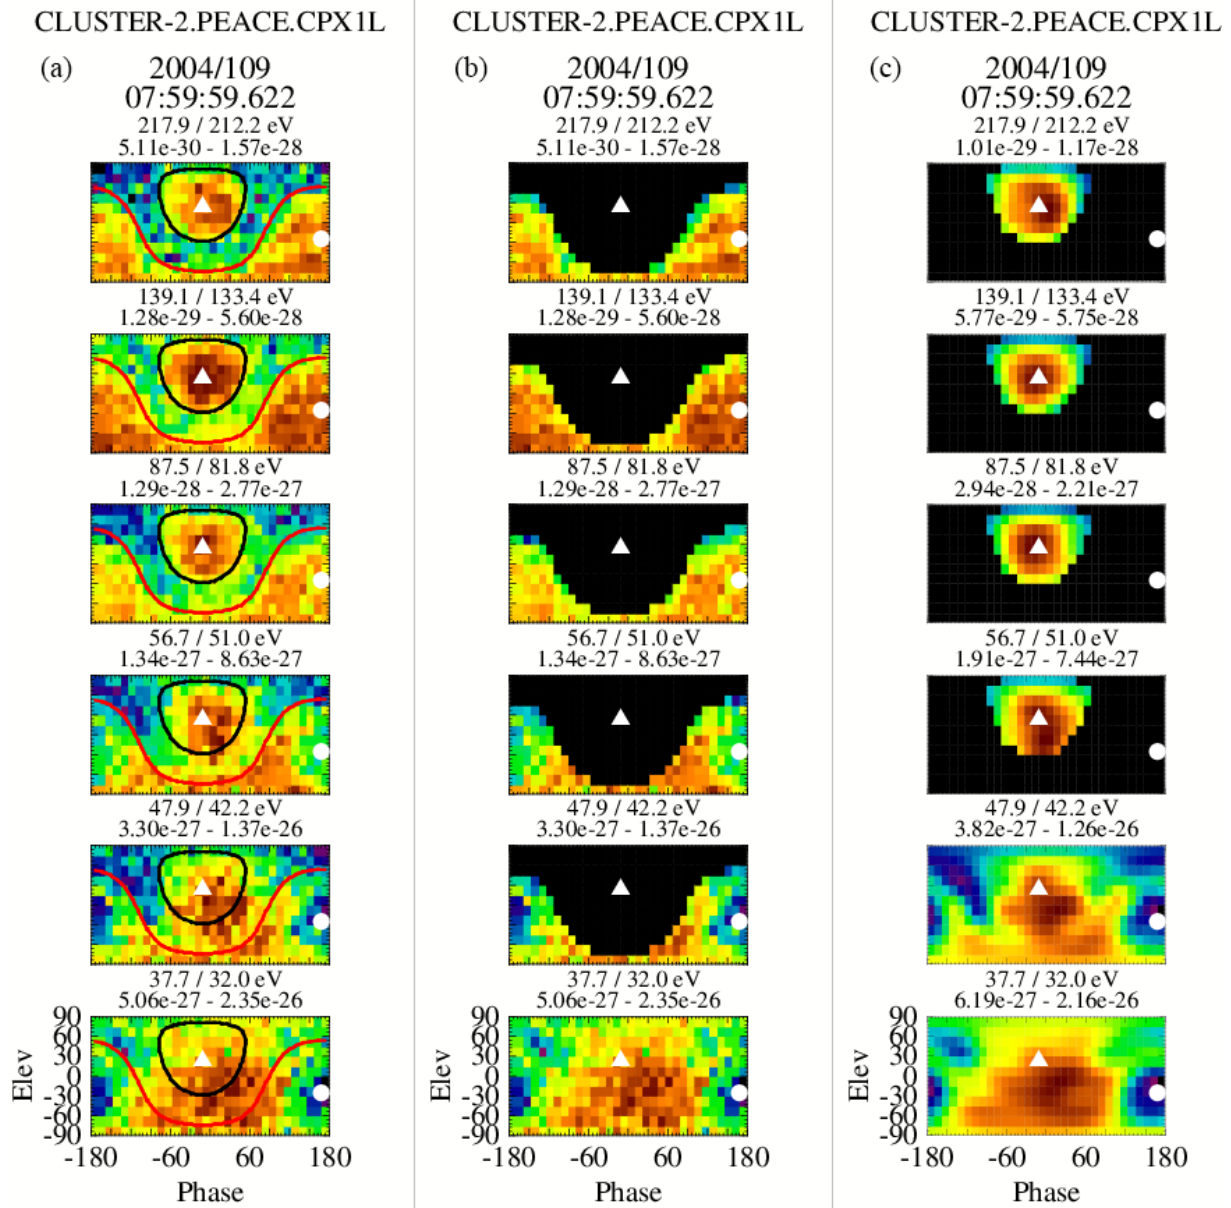 CLUSTER-2.PEACE.CPX1L
(a)
2004/109
07:59:59.622
217.9 / 212.2 eV
5.11e-30 - 1.57e-28
139.1 / 133.4 eV
1.28e-29 - 5.60e-28
87.5 / 81.8 eV
1.29e-28 - 2.77e-27
56.7 / 51.0 eV
1.34e-27 - 8.63e-27
47.9 / 42.2 eV
3.30e-27 - 1.37e-26
37.7 / 32.0 eV
5.06e-27 - 2.35e-26
90
60
30
0
-30
-60
-90
Elev
-180 -60 60 180
Phase
CLUSTER-2.PEACE.CPX1L
(b)
2004/109
07:59:59.622
217.9 / 212.2 eV
5.11e-30 - 1.57e-28
139.1 / 133.4 eV
1.28e-29 - 5.60e-28
87.5 / 81.8 eV
1.29e-28 - 2.77e-27
56.7 / 51.0 eV
1.34e-27 - 8.63e-27
47.9 / 42.2 eV
3.30e-27 - 1.37e-26
37.7 / 32.0 eV
5.06e-27 - 2.35e-26
90
60
30
0
-30
-60
-90
Elev
-180 -60 60 180
Phase
CLUSTER-2.PEACE.CPX1L
(c)
2004/109
07:59:59.622
217.9 / 212.2 eV
1.01e-29 - 1.17e-28
139.1 / 133.4 eV
5.77e-29 - 5.75e-28
87.5 / 81.8 eV
2.94e-28 - 2.21e-27
56.7 / 51.0 eV
1.91e-27 - 7.44e-27
47.9 / 42.2 eV
3.82e-27 - 1.26e-26
37.7 / 32.0 eV
6.19e-27 - 2.16e-26
90
60
30
0
-30
-60
-90
Elev
-180 -60 60 180
Phase